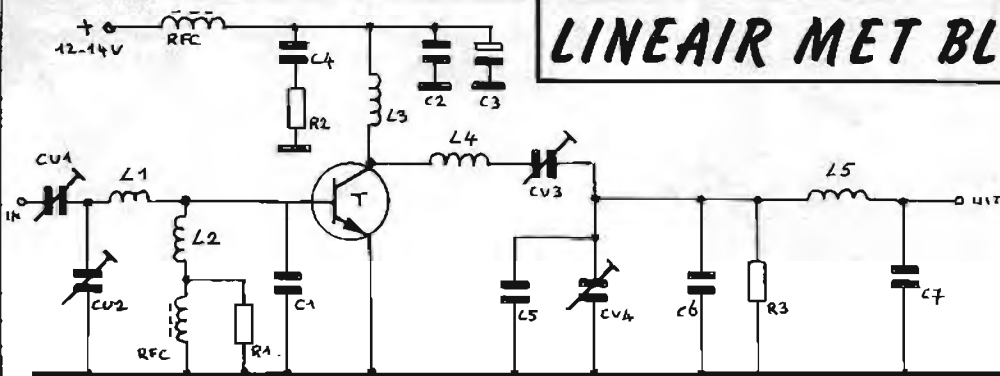 LINEAIR MET BL
+
12-14V
RFC
C4
R2
L3
C2
C3
CV1
IN
L1
L2
CV2
RFC
R1
C1
T
L4
CV3
C5
CV4
C6
R3
L5
C7
UIT